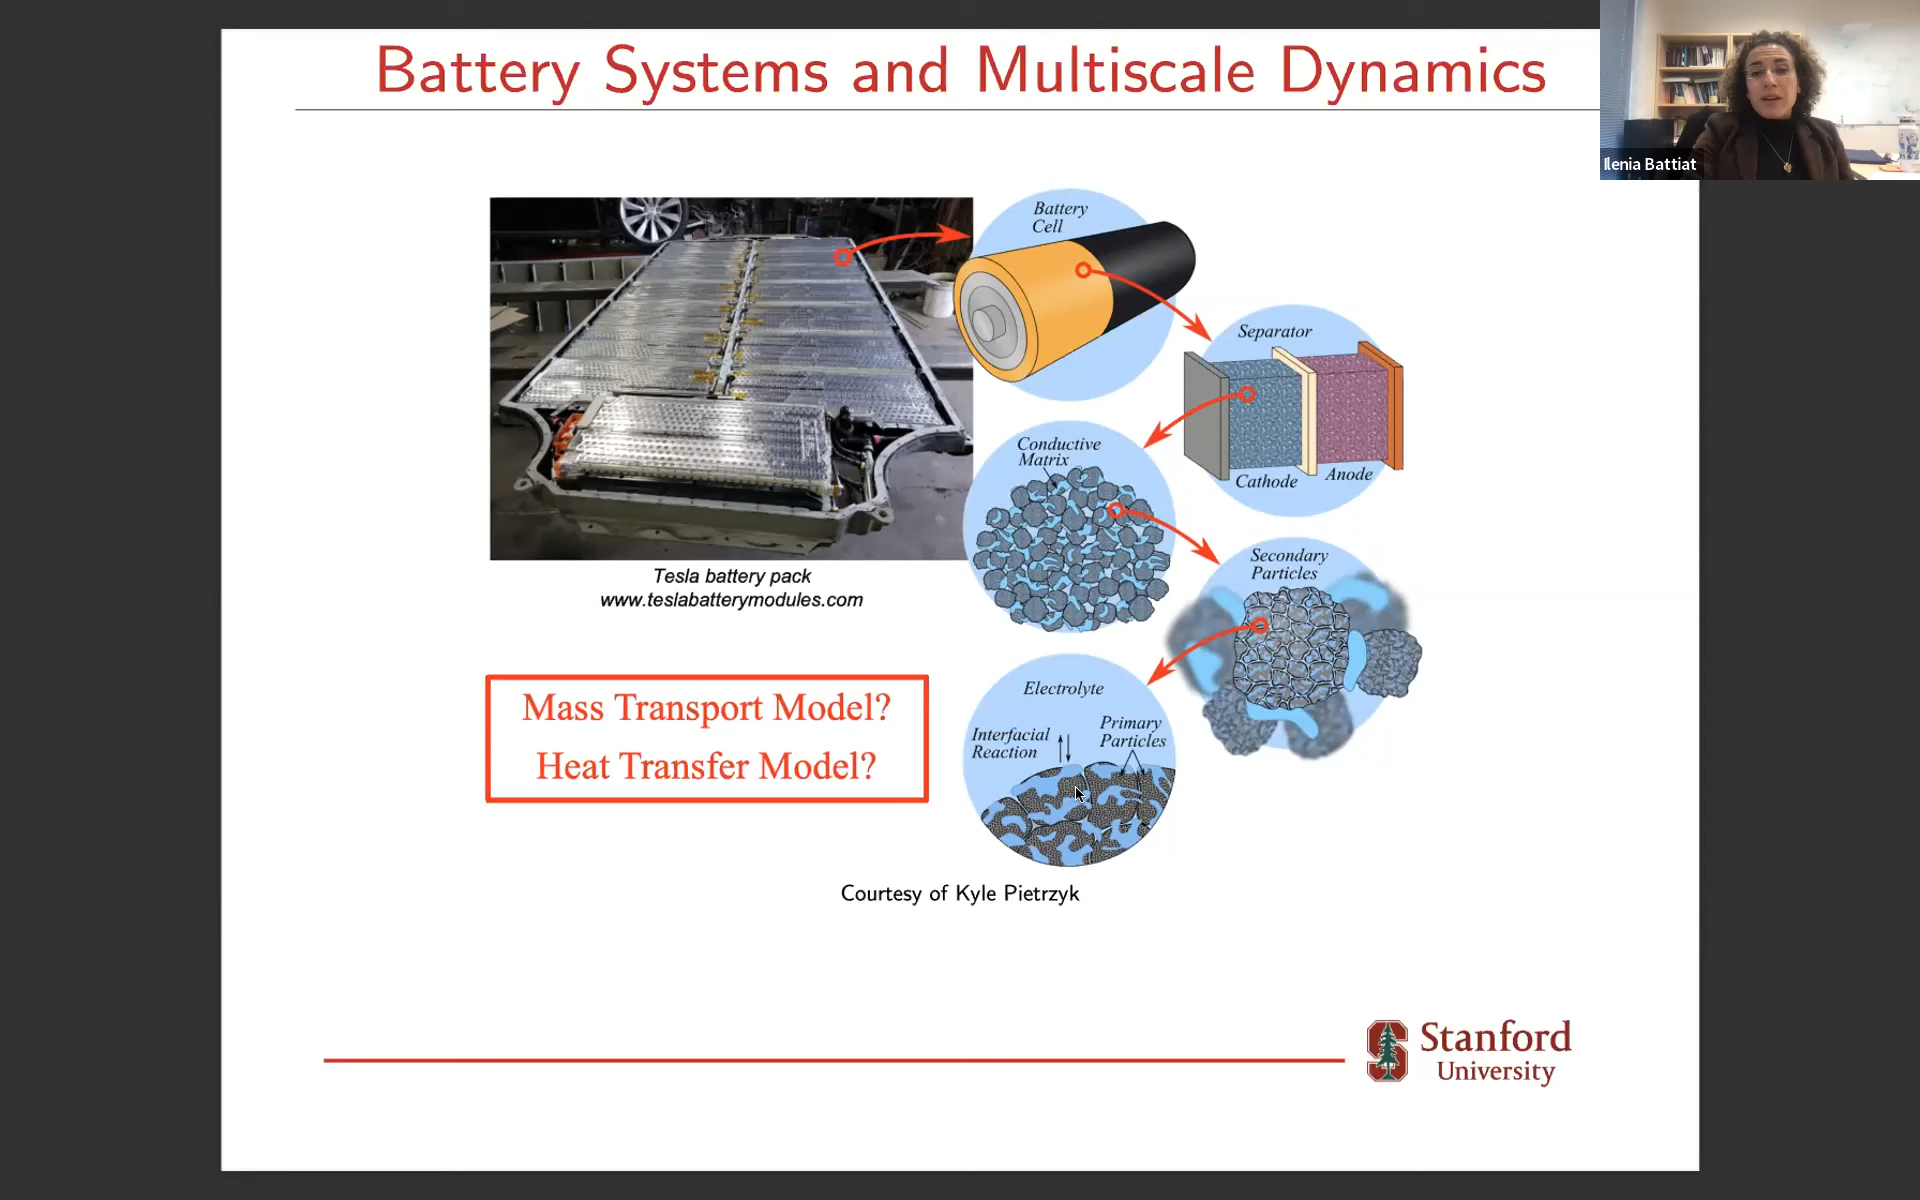 Battery Systems and Multiscale Dynamics
Ilenia Battiat
Battery
Cell
Separator
Cathode
Anode
Conductive
Matrix
Secondary
Particles
Electrolyte
Interfacial
Reaction
Primary
Particles
Tesla battery pack
www.teslabatterymodules.com
Mass Transport Model?
Heat Transfer Model?
Courtesy of Kyle Pietrzyk
Stanford
University